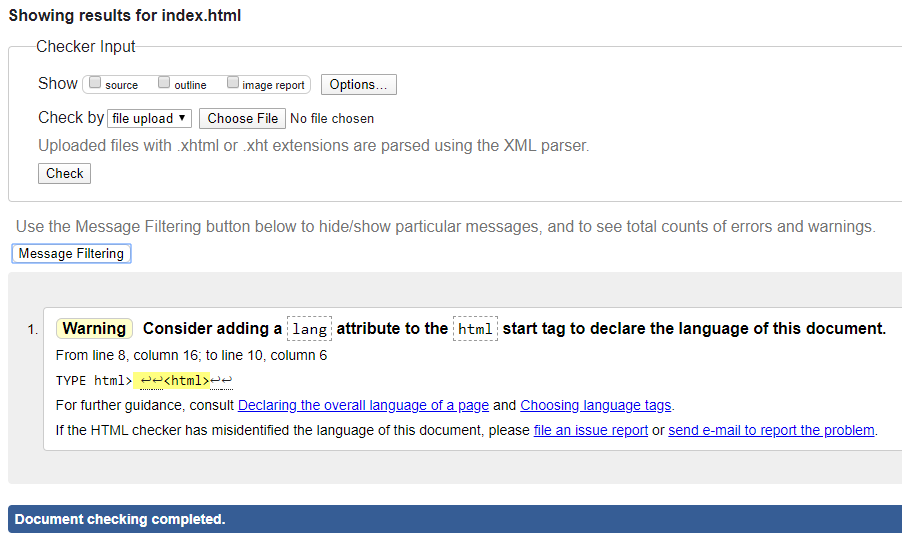 Showing results for index.html
Checker Input
Show source outline image report Options...
Check by file upload ▼ Choose File No file chosen
Uploaded files with .xhtml or .xht extensions are parsed using the XML parser.
Check
Use the Message Filtering button below to hide/show particular messages, and to see total counts of errors and warnings.
Message Filtering
1. Warning Consider adding a lang attribute to the html start tag to declare the language of this document.
From line 8, column 16; to line 10, column 6
TYPE html> ↩↩<html>↩↩
For further guidance, consult Declaring the overall language of a page and Choosing language tags.
If the HTML checker has misidentified the language of this document, please file an issue report or send e-mail to report the problem.
Document checking completed.